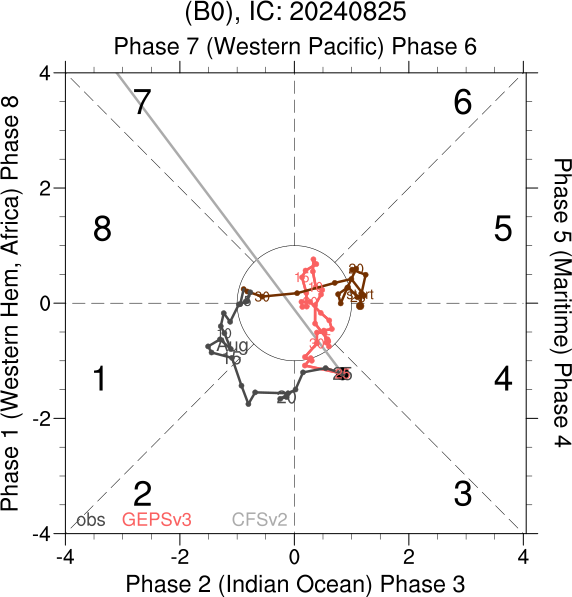 (B0), IC: 20240825
Phase 7 (Western Pacific) Phase 6
Phase 1 (Western Hem, Africa) Phase 8
4
7
6
2
8
5
Phase 5 (Maritime) Phase 4
start
30
0
Aug
15
1
4
-2
25
20
2
3
obs GEPSv3 CFSv2
-4
-4 -2 0 2 4
Phase 2 (Indian Ocean) Phase 3